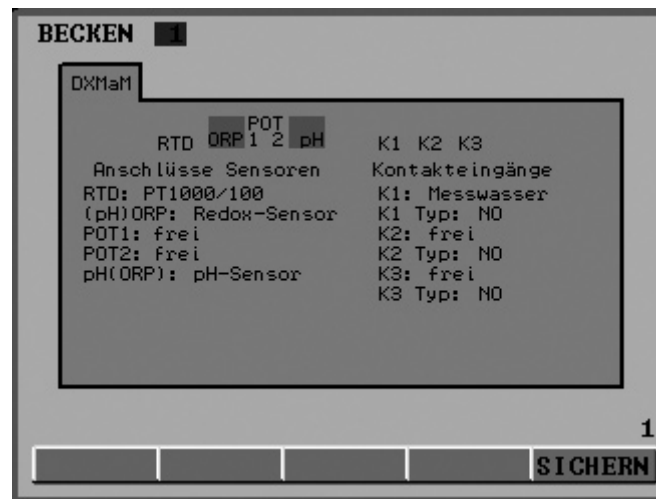 BECKEN 1
DXMaM
POT
RTD ORP 1 2 pH K1 K2 K3
Anschlüsse Sensoren
RTD: PT1000/100
(pH)ORP: Redox-Sensor
POT1: frei
POT2: frei
pH(ORP): pH-Sensor
Kontakteingänge
K1: Messwasser
K1 Typ: NO
K2: frei
K2 Typ: NO
K3: frei
K3 Typ: NO
1
SICHERN